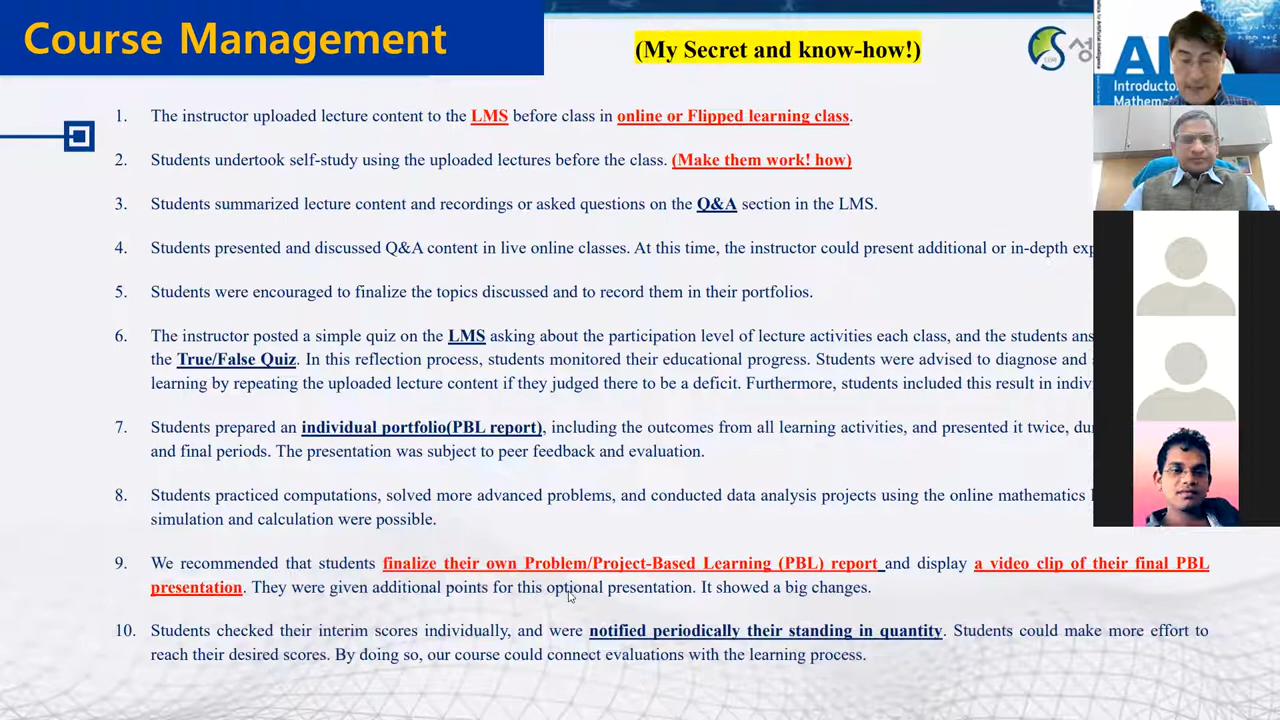 Course Management
(My Secret and know-how!)
성
AI
Introductor
Mathemati
1. The instructor uploaded lecture content to the LMS before class in online or Flipped learning class.
2. Students undertook self-study using the uploaded lectures before the class. (Make them work! how)
3. Students summarized lecture content and recordings or asked questions on the Q&A section in the LMS.
4. Students presented and discussed Q&A content in live online classes. At this time, the instructor could present additional or in-depth exp
5. Students were encouraged to finalize the topics discussed and to record them in their portfolios.
6. The instructor posted a simple quiz on the LMS asking about the participation level of lecture activities each class, and the students ans
the True/False Quiz. In this reflection process, students monitored their educational progress. Students were advised to diagnose and
learning by repeating the uploaded lecture content if they judged there to be a deficit. Furthermore, students included this result in indiv
7. Students prepared an individual portfolio(PBL report), including the outcomes from all learning activities, and presented it twice, du
and final periods. The presentation was subject to peer feedback and evaluation.
8. Students practiced computations, solved more advanced problems, and conducted data analysis projects using the online mathematics
simulation and calculation were possible.
9. We recommended that students finalize their own Problem/Project-Based Learning (PBL) report and display a video clip of their final PBL
presentation. They were given additional points for this optional presentation. It showed a big changes.
10. Students checked their interim scores individually, and were notified periodically their standing in quantity. Students could make more effort to
reach their desired scores. By doing so, our course could connect evaluations with the learning process.